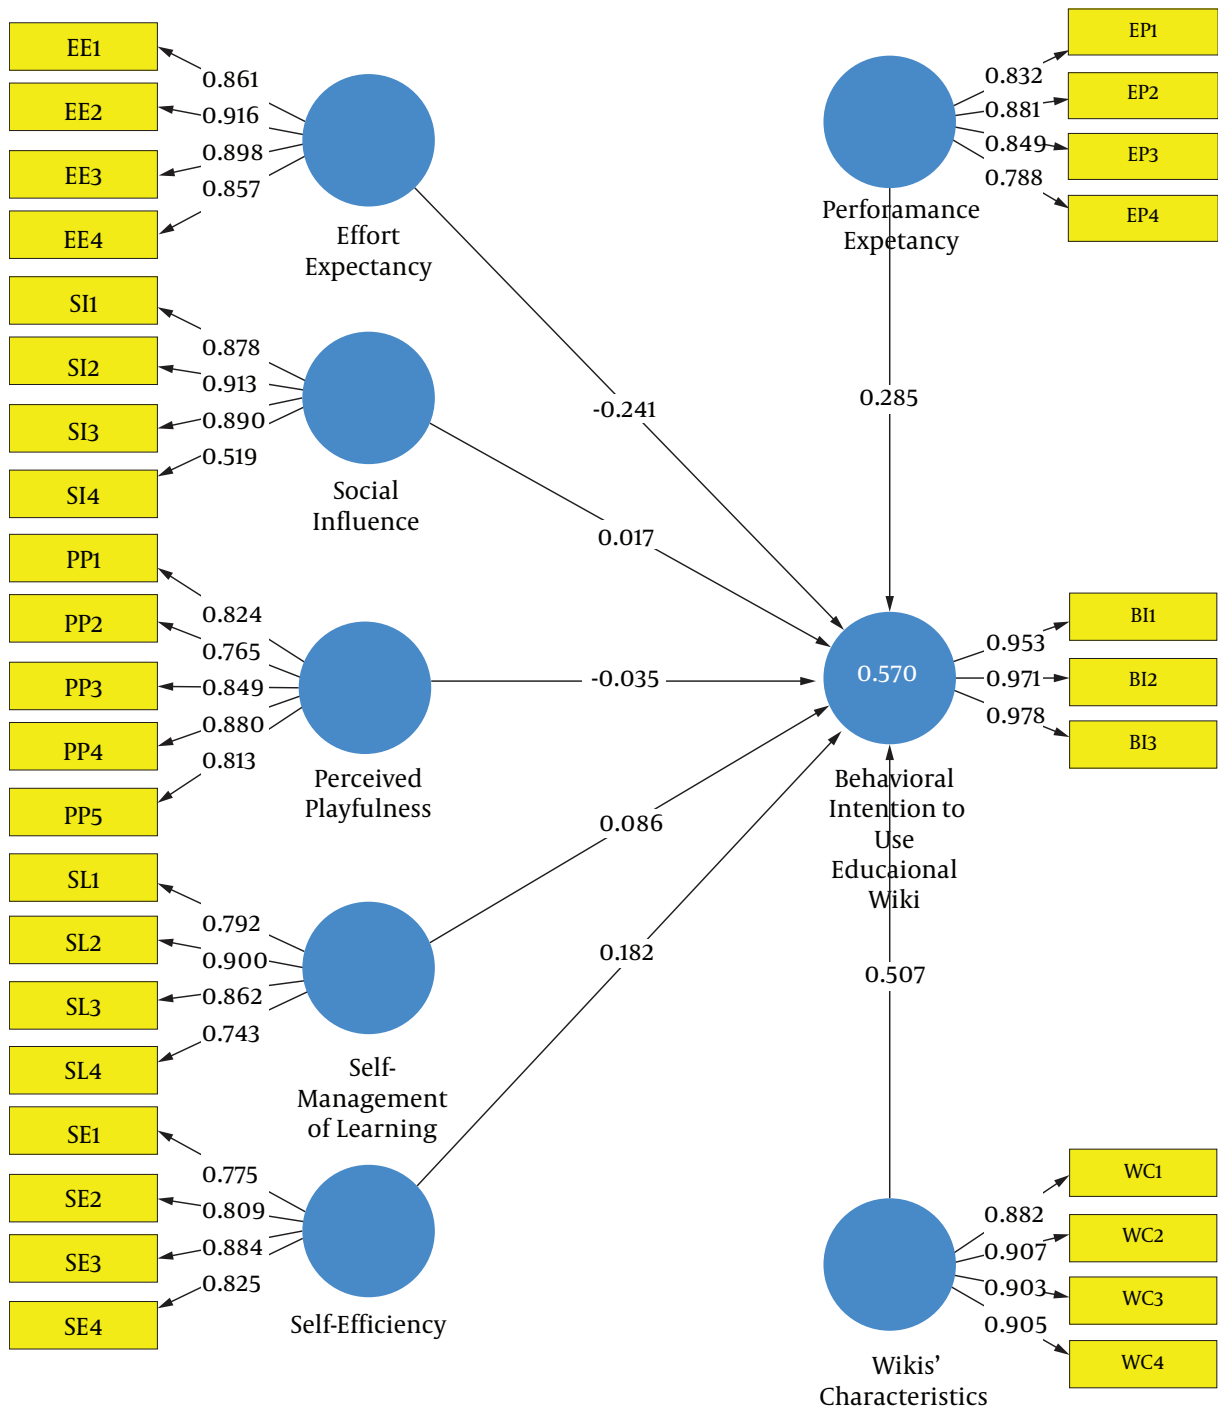 EE1
0.861
EE2
0.916
EE3
0.898
EE4
0.857
Effort
Expectancy
SI1
0.878
SI2
0.913
SI3
0.890
SI4
0.519
Social
Influence
PP1
0.824
PP2
0.765
PP3
0.849
PP4
0.880
PP5
0.813
Perceived
Playfulness
SL1
0.792
SL2
0.900
SL3
0.862
SL4
0.743
Self-
Management
of Learning
SE1
0.775
SE2
0.809
SE3
0.884
SE4
0.825
Self-Efficiency
-0.241
0.017
-0.035
0.086
0.182
0.285
0.507
EP1
0.832
EP2
0.881
EP3
0.849
EP4
0.788
Perforamance
Expetancy
0.570
Behavioral
Intention to
Use
Educaional
Wiki
BI1
0.953
BI2
0.971
BI3
0.978
WC1
0.882
WC2
0.907
WC3
0.903
WC4
0.905
Wikis'
Characteristics